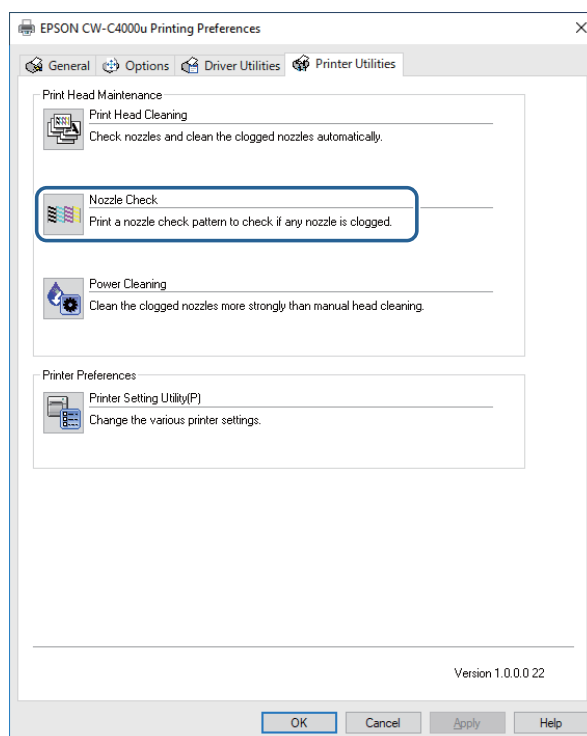 EPSON CW-C4000u Printing Preferences
General
Options
Driver Utilities
Printer Utilities
Print Head Maintenance
Print Head Cleaning
Check nozzles and clean the clogged nozzles automatically.
Nozzle Check
Print a nozzle check pattern to check if any nozzle is clogged.
Power Cleaning
Clean the clogged nozzles more strongly than manual head cleaning.
Printer Preferences
Printer Setting Utility(P)
Change the various printer settings.
Version 1.0.0.0 22
OK
Cancel
Apply
Help